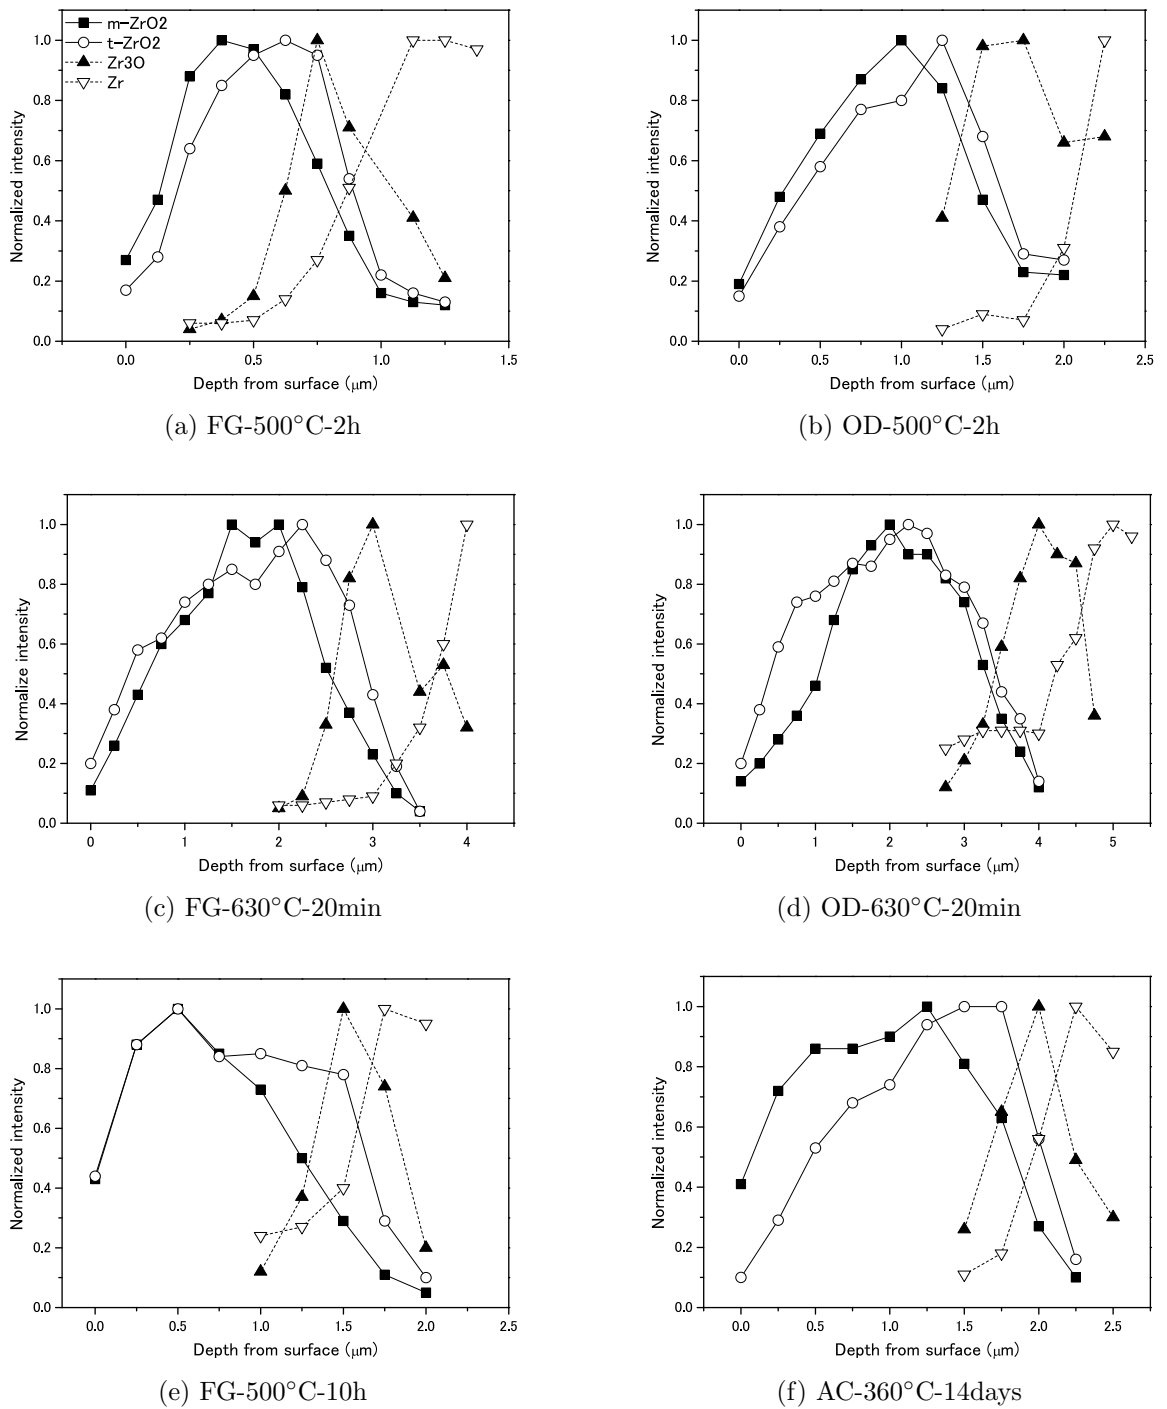 m-ZrO2
t-ZrO2
Zr3O
Zr
Normalized intensity
1.0
0.8
0.6
0.4
0.2
0.0
0.0 0.5 1.0 1.5
Depth from surface (μm)
(a) FG-500°C-2h
Normalized intensity
1.0
0.8
0.6
0.4
0.2
0.0
0.0 0.5 1.0 1.5 2.0 2.5
Depth from surface (μm)
(b) OD-500°C-2h
Normalize intensity
1.0
0.8
0.6
0.4
0.2
0.0
0 1 2 3 4
Depth from surface (μm)
(c) FG-630°C-20min
Normalized intensity
1.0
0.8
0.6
0.4
0.2
0.0
0 1 2 3 4 5
Depth from surface (μm)
(d) OD-630°C-20min
Normalized intensity
1.0
0.8
0.6
0.4
0.2
0.0
0.0 0.5 1.0 1.5 2.0 2.5
Depth from surface (μm)
(e) FG-500°C-10h
Normalized intensity
1.0
0.8
0.6
0.4
0.2
0.0
0.0 0.5 1.0 1.5 2.0 2.5
Depth from surface (μm)
(f) AC-360°C-14days